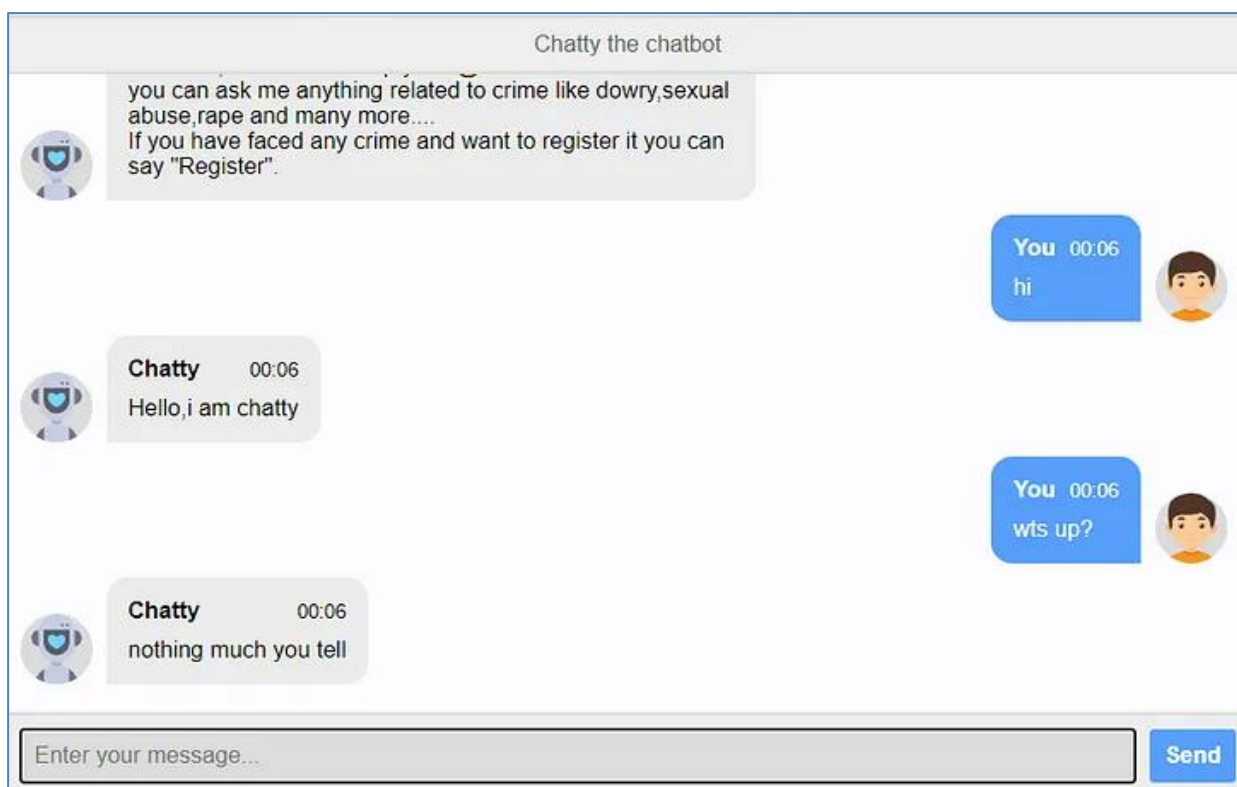 Chatty the chatbot
you can ask me anything related to crime like dowry,sexual
abuse,rape and many more....
If you have faced any crime and want to register it you can
say "Register".
You 00:06
hi
Chatty 00:06
Hello,i am chatty
You 00:06
wts up?
Chatty 00:06
nothing much you tell
Enter your message...
Send